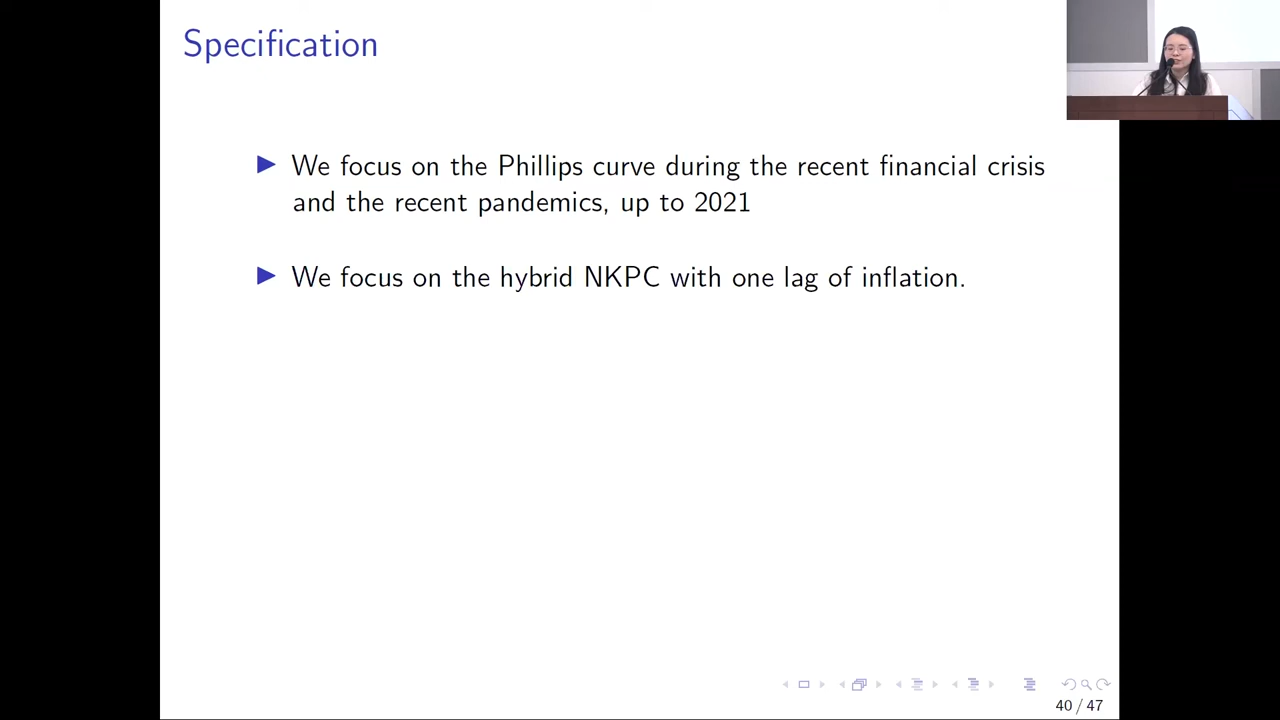 Specification
We focus on the Phillips curve during the recent financial crisis
and the recent pandemics, up to 2021
We focus on the hybrid NKPC with one lag of inflation.
40 / 47